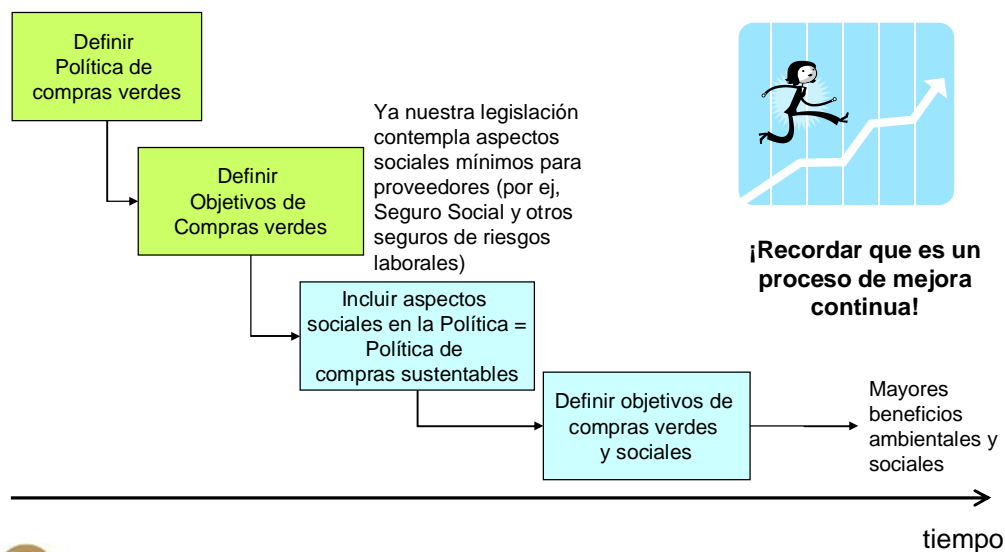 Definir
Política de
compras verdes
Ya nuestra legislación
contempla aspectos
sociales mínimos para
proveedores (por ej,
Seguro Social y otros
seguros de riesgos
laborales)
Definir
Objetivos de
Compras verdes
¡Recordar que es un
proceso de mejora
continua!
Incluir aspectos
sociales en la Política =
Política de
compras sustentables
Definir objetivos de
compras verdes
y sociales
Mayores
beneficios
ambientales y
sociales
tiempo